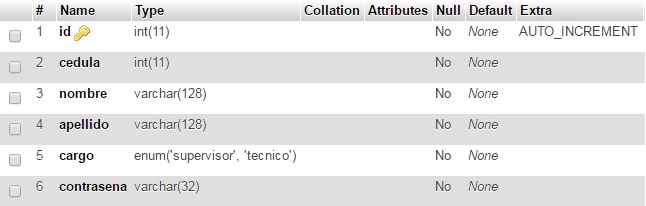 # Name Type Collation Attributes Null Default Extra
1 id int(11) No None AUTO_INCREMENT
2 cedula int(11) No None
3 nombre varchar(128) No None
4 apellido varchar(128) No None
5 cargo enum('supervisor', 'tecnico') No None
6 contrasena varchar(32) No None